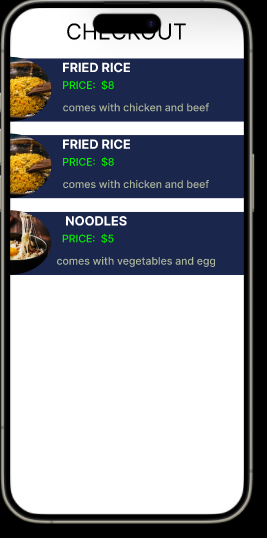 CHECKOUT
FRIED RICE
PRICE: $8
comes with chicken and beef
FRIED RICE
PRICE: $8
comes with chicken and beef
NOODLES
PRICE: $5
comes with vegetables and egg